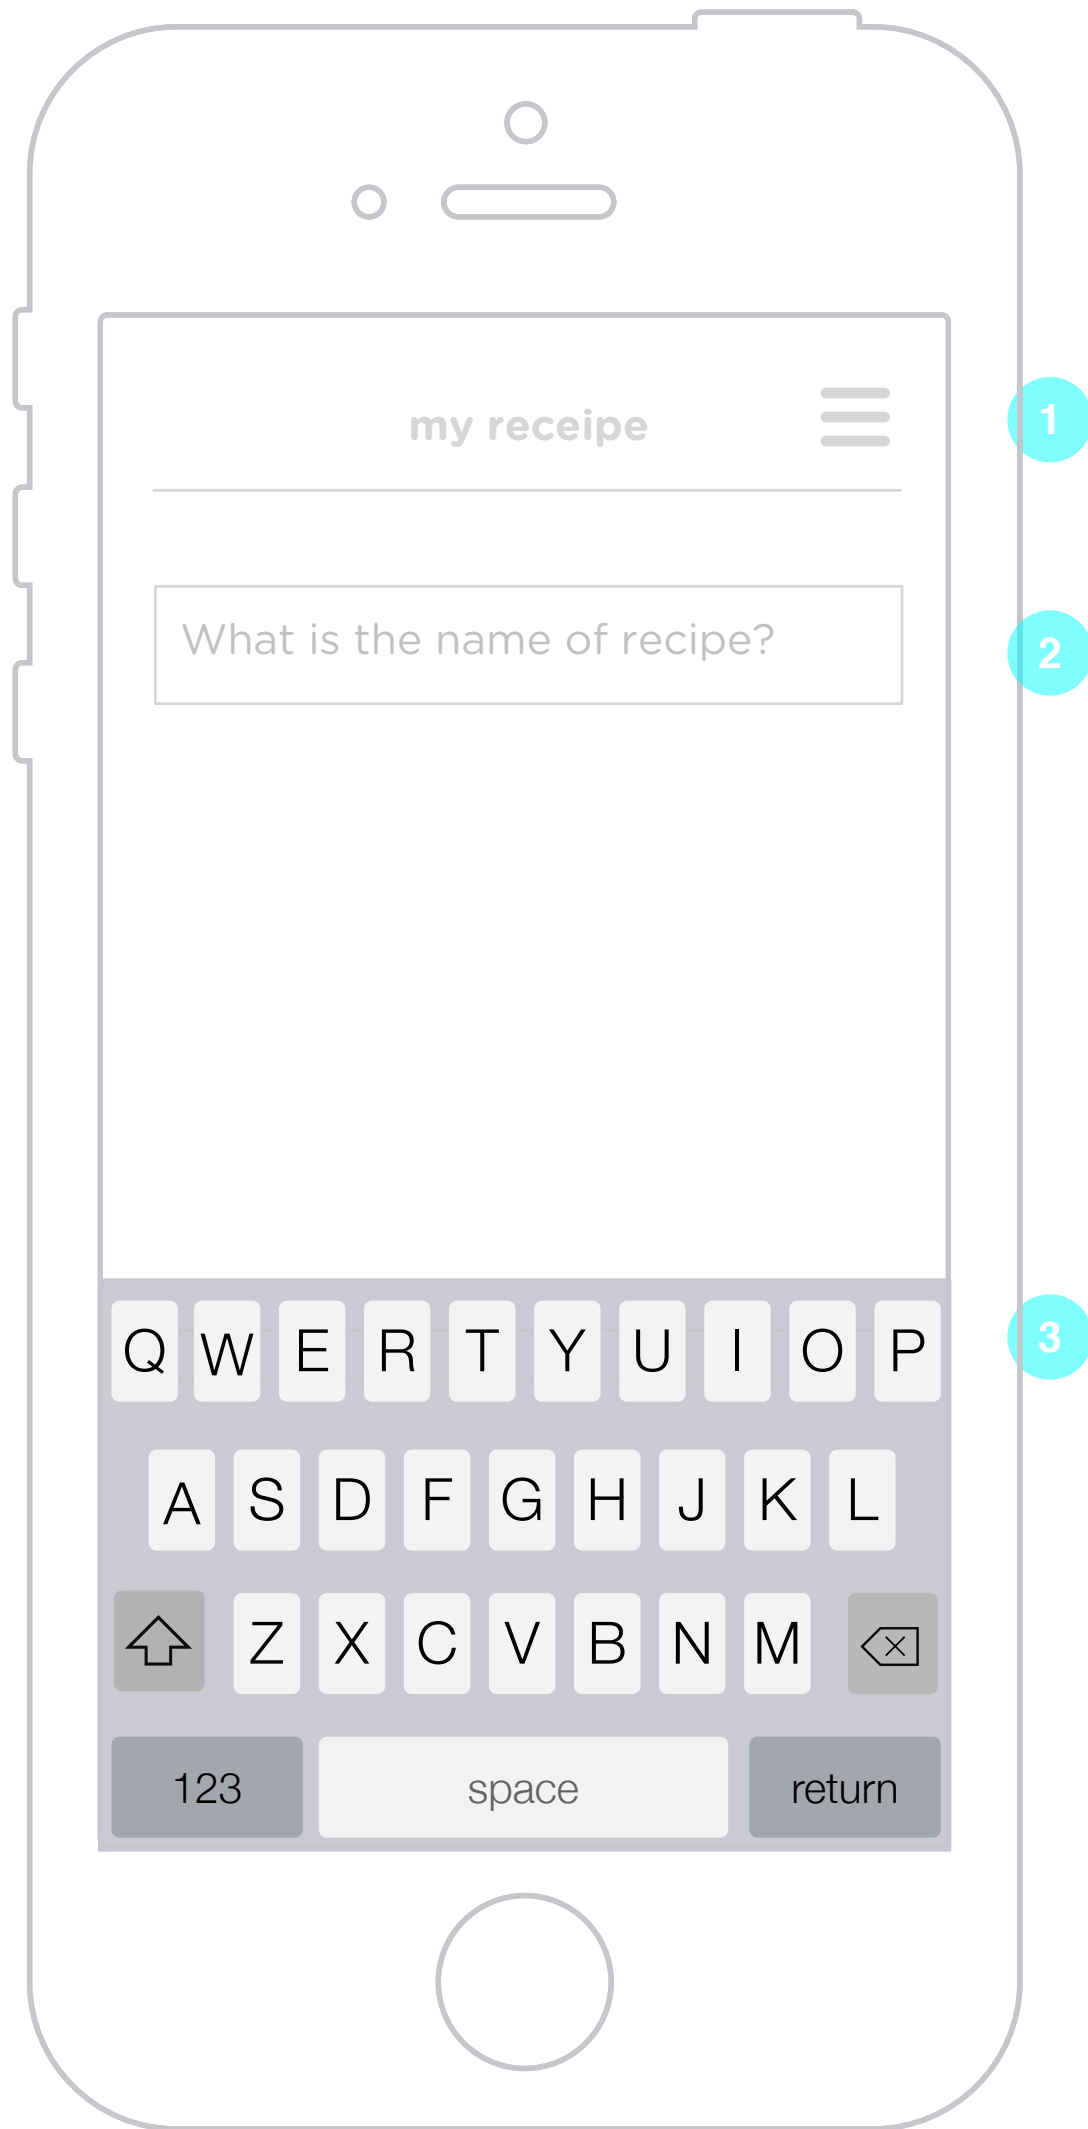 my receipe
1
What is the name of recipe?
2
Q W E R T Y U I O P
3
A S D F G H J K L
Z X C V B N M
123 space return